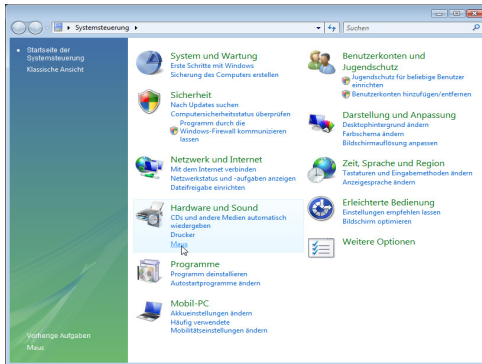 Systemsteuerung
Suchen
Startseite der
Systemsteuerung
Klassische Ansicht
System und Wartung
Erste Schritte mit Windows
Sicherung des Computers erstellen
Sicherheit
Nach Updates suchen
Computersicherheitsstatus überprüfen
Programm durch die
Windows-Firewall kommunizieren
lassen
Netzwerk und Internet
Mit dem Internet verbinden
Netzwerkstatus und -aufgaben anzeigen
Dateifreigabe einrichten
Hardware und Sound
CDs und andere Medien automatisch
wiedergeben
Drucker
Maus
Programme
Programm deinstallieren
Autostartprogramme ändern
Mobil-PC
Akkueinstellungen ändern
Häufig verwendete
Mobilitätseinstellungen ändern
Benutzerkonten und
Jugendschutz
Jugendschutz für beliebige Benutzer
einrichten
Benutzerkonten hinzufügen/entfernen
Darstellung und Anpassung
Desktophintergrund ändern
Farbschema ändern
Bildschirmauflösung anpassen
Zeit, Sprache und Region
Tastaturen und Eingabemethoden ändern
Anzeigesprache ändern
Erleichterte Bedienung
Einstellungen empfehlen lassen
Bildschirm optimieren
Weitere Optionen
Vorherige Aufgaben
Maus